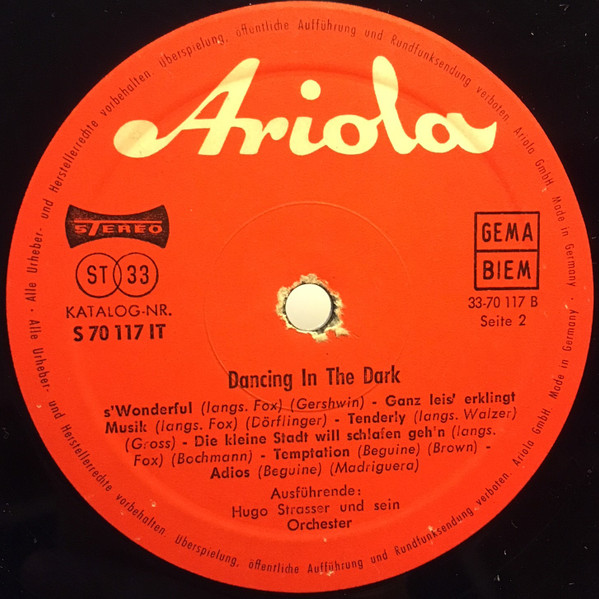 Alle Urheber- und Herstellerrechte vorbehalten Überspielung, öffentliche Aufführung und Rundfunksendung verboten. Ariola GmbH. Made in Germany ·
Ariola
STEREO
ST 33
KATALOG-NR.
S 70 117 IT
GEMA
BIEM
33-70 117 B
Seite 2
Dancing In The Dark
s'Wonderful (langs. Fox) (Gershwin) - Ganz leis' erklingt
Musik (langs. Fox) (Dörflinger) - Tenderly (langs. Walzer)
(Gross) - Die kleine Stadt will schlafen geh'n (langs.
Fox) (Bochmann) - Temptation (Beguine) (Brown) -
Adios (Beguine) (Madriguera)
Ausführende:
Hugo Strasser und sein
Orchester
Alle Urheber- und Herstellerrechte vorbehalten Überspielung, öffentliche Aufführung und Rundfunksendung verboten. Ariola GmbH. Made in Germany ·